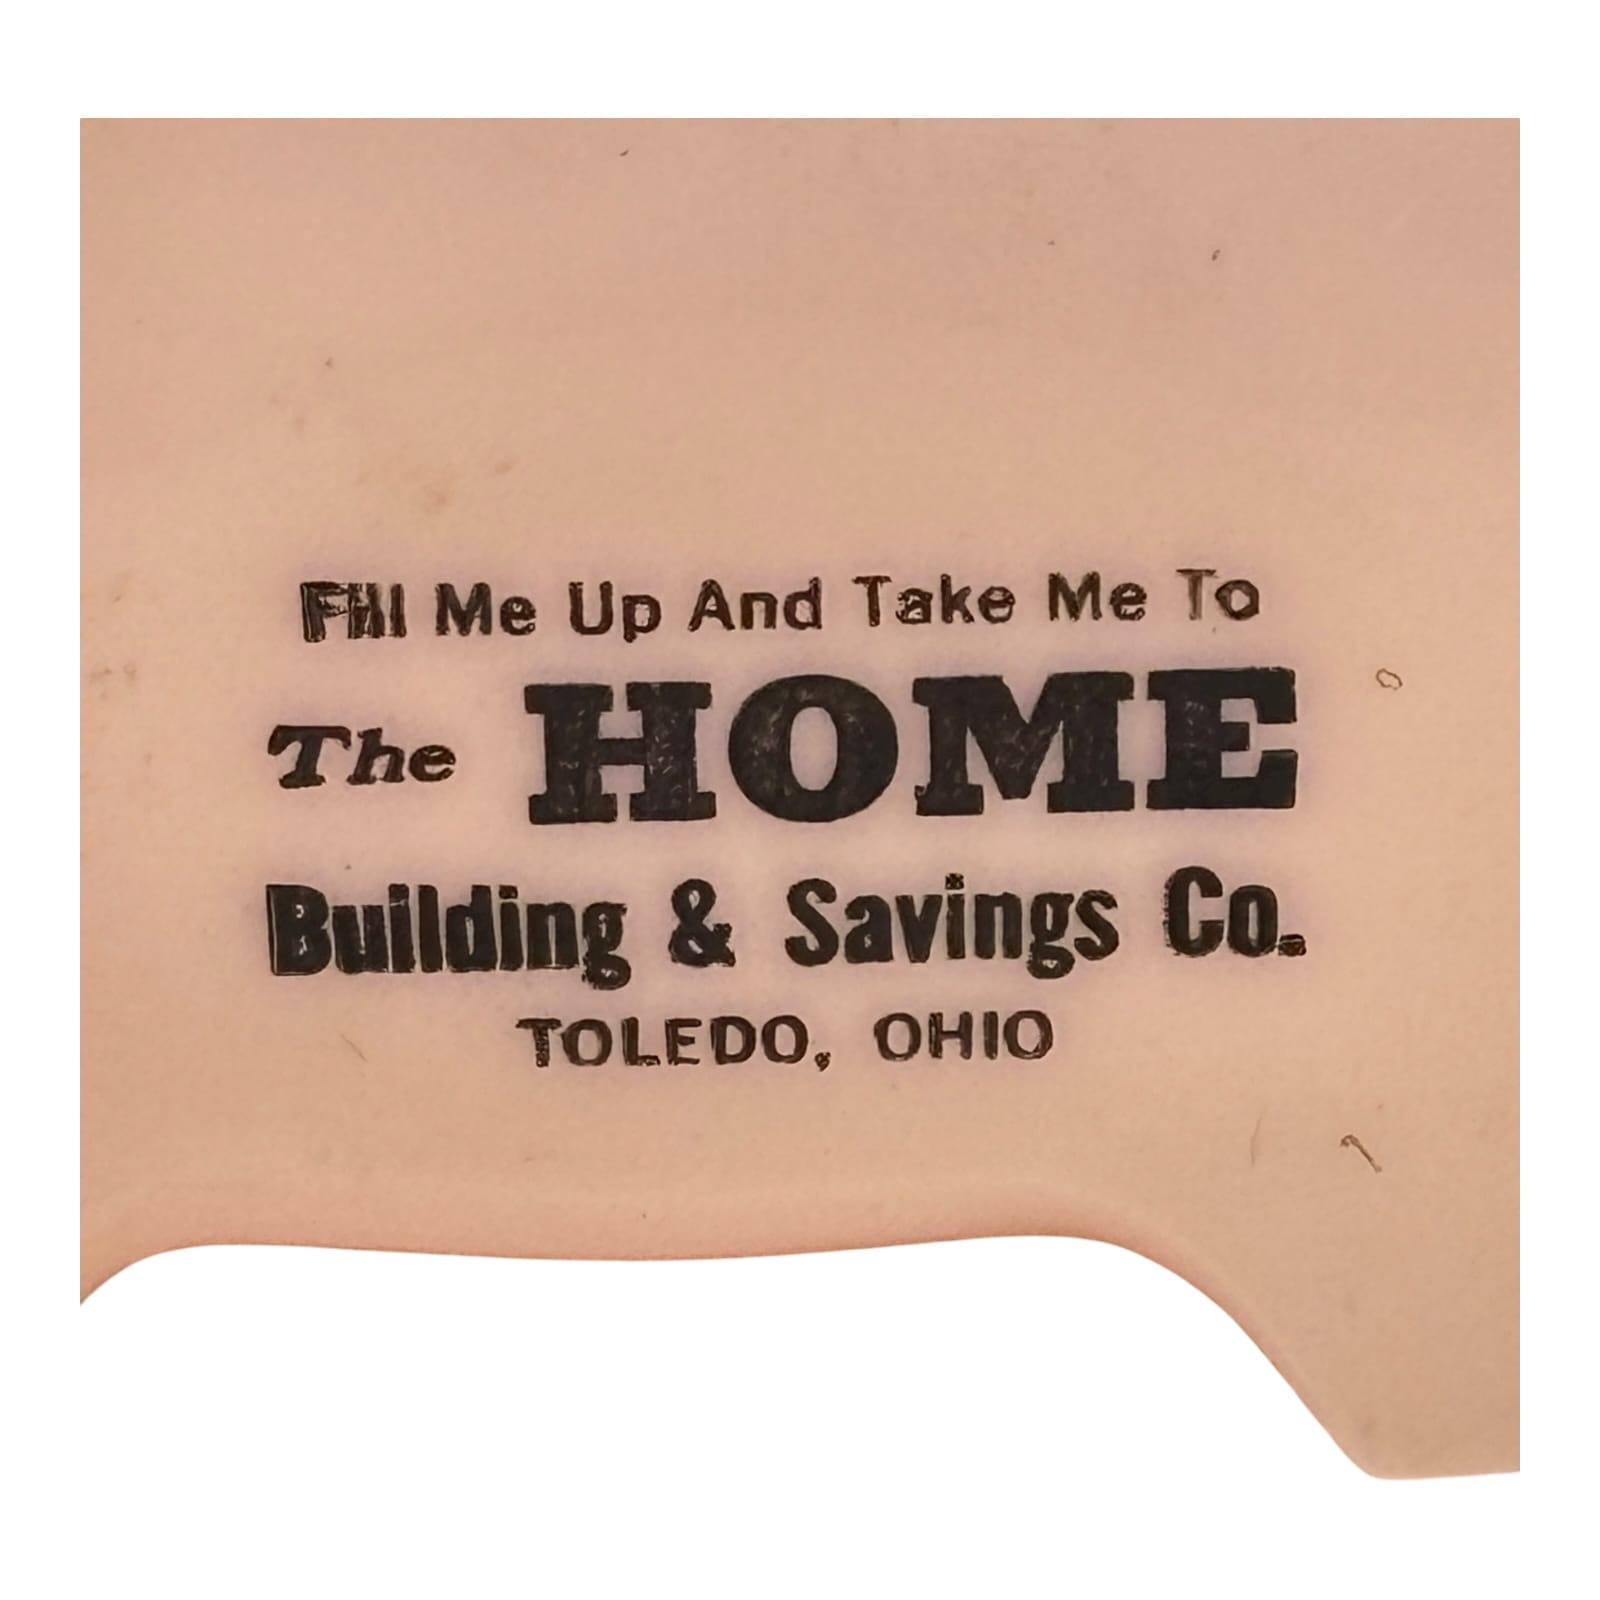 Fill Me Up And Take Me To
The HOME
Building & Savings Co.
TOLEDO, OHIO